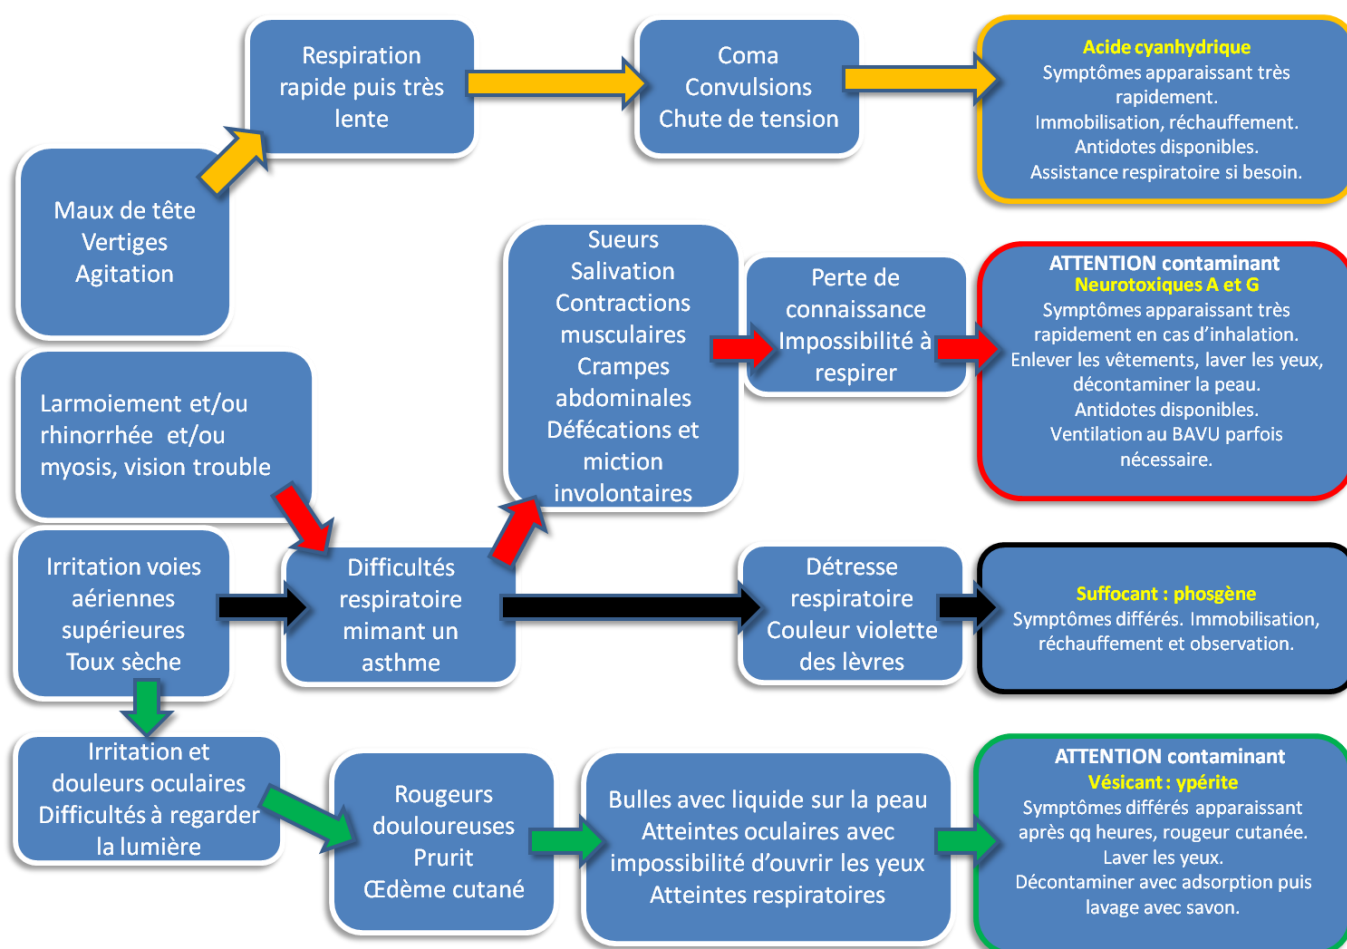 Respiration
rapide puis très
lente
Coma
Convulsions
Chute de tension
Acide cyanhydrique
Symptômes apparaissant très
rapidement.
Immobilisation, réchauffement.
Antidotes disponibles.
Assistance respiratoire si besoin.
Maux de tête
Vertiges
Agitation
Sueurs
Salivation
Contractions
musculaires
Crampes
abdominales
Défécations et
miction
involontaires
Perte de
connaissance
Impossibilité à
respirer
ATTENTION contaminant
Neurotoxiques A et G
Symptômes apparaissant très
rapidement en cas d’inhalation.
Enlever les vêtements, laver les yeux,
décontaminer la peau.
Antidotes disponibles.
Ventilation au BAVU parfois
nécessaire.
Larmoiement et/ou
rhinorrhée et/ou
myosis, vision trouble
Irritation voies
aériennes
supérieures
Toux sèche
Difficultés
respiratoire
mimant un
asthme
Détresse
respiratoire
Couleur violette
des lèvres
Suffocant : phosgène
Symptômes différés. Immobilisation,
réchauffement et observation.
Irritation et
douleurs oculaires
Difficultés à regarder
la lumière
Rougeurs
douloureuses
Prurit
Œdème cutané
Bulles avec liquide sur la peau
Atteintes oculaires avec
impossibilité d’ouvrir les yeux
Atteintes respiratoires
ATTENTION contaminant
Vésicant : ypérite
Symptômes différés apparaissant
après qq heures, rougeur cutanée.
Laver les yeux.
Décontaminer avec adsorption puis
lavage avec savon.